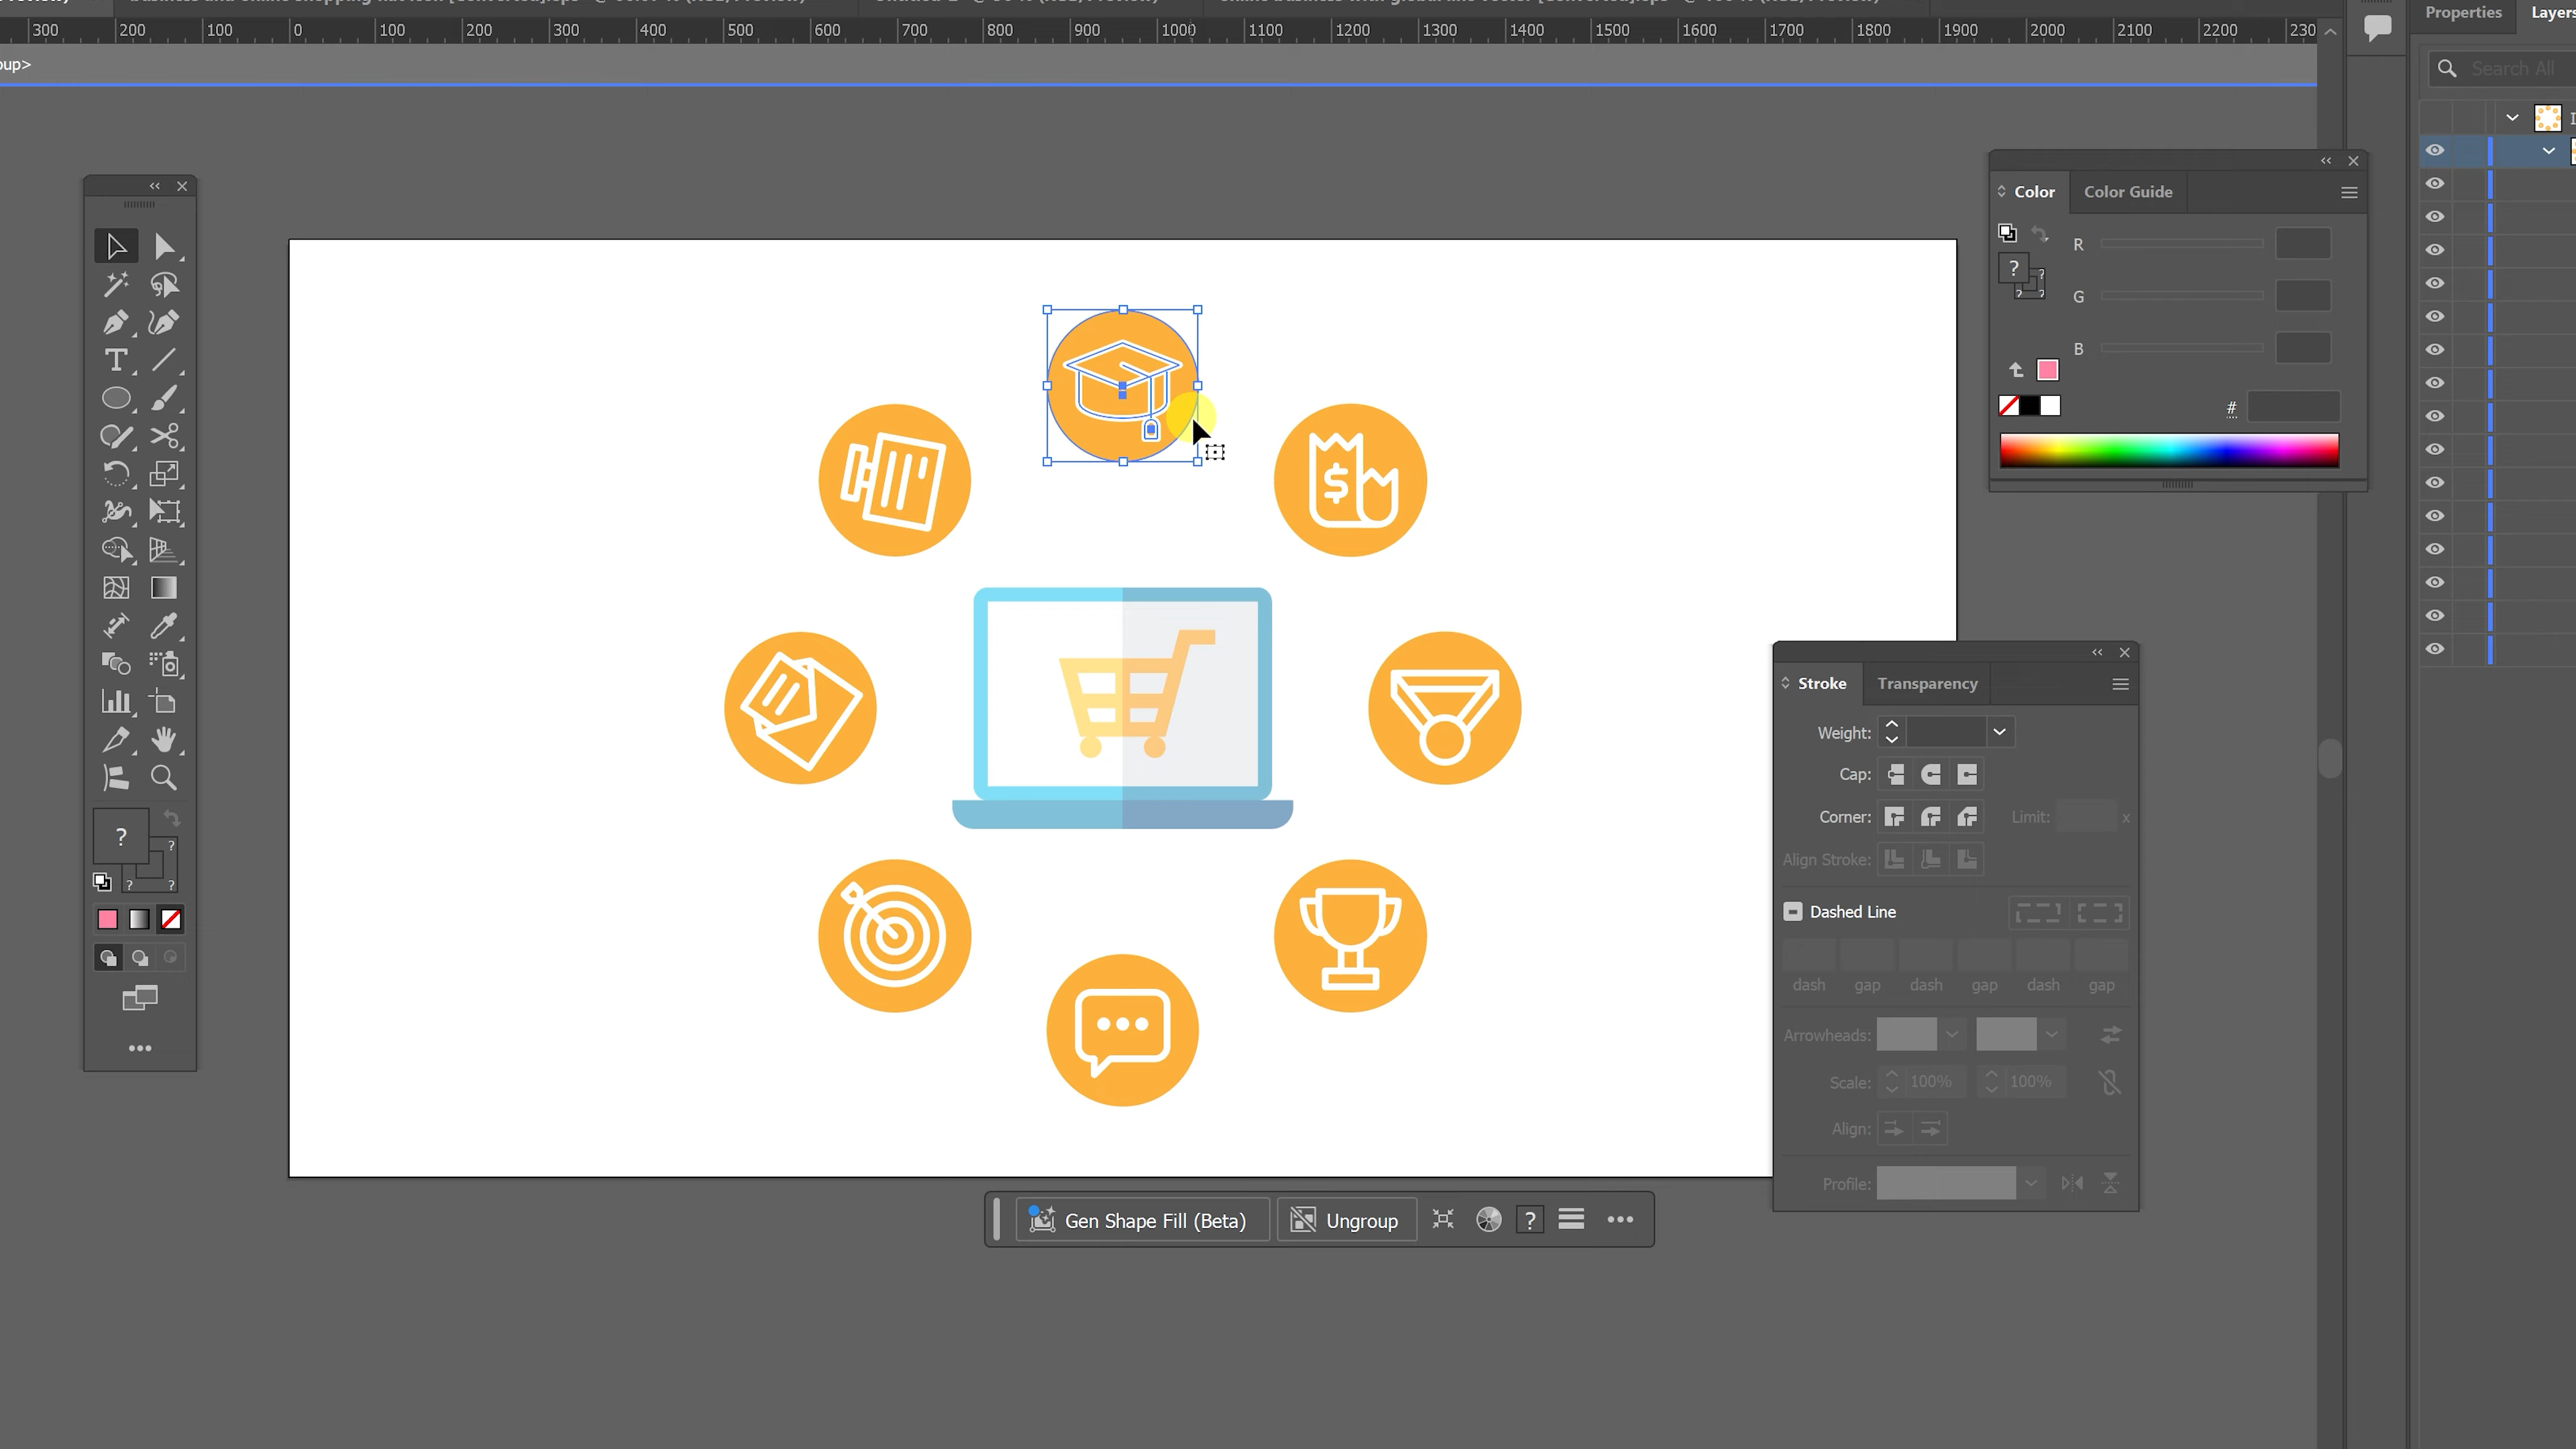 Properties
Layers
300 200 100 0 100 200 300 400 500 600 700 800 900 1000 1100 1200 1300 1400 1500 1600 1700 1800 1900 2000 2100 2200 230
oup>
Search All
Color
Color Guide
R
?
?
G
? ?
B
#
T
$
Stroke
Transparency
Weight:
Cap:
Corner:
Limit:
x
Align Stroke:
?
?
? ?
Dashed Line
dash gap dash gap dash gap
Arrowheads:
Scale:
100%
100%
Align:
Profile:
Gen Shape Fill (Beta)
Ungroup
?